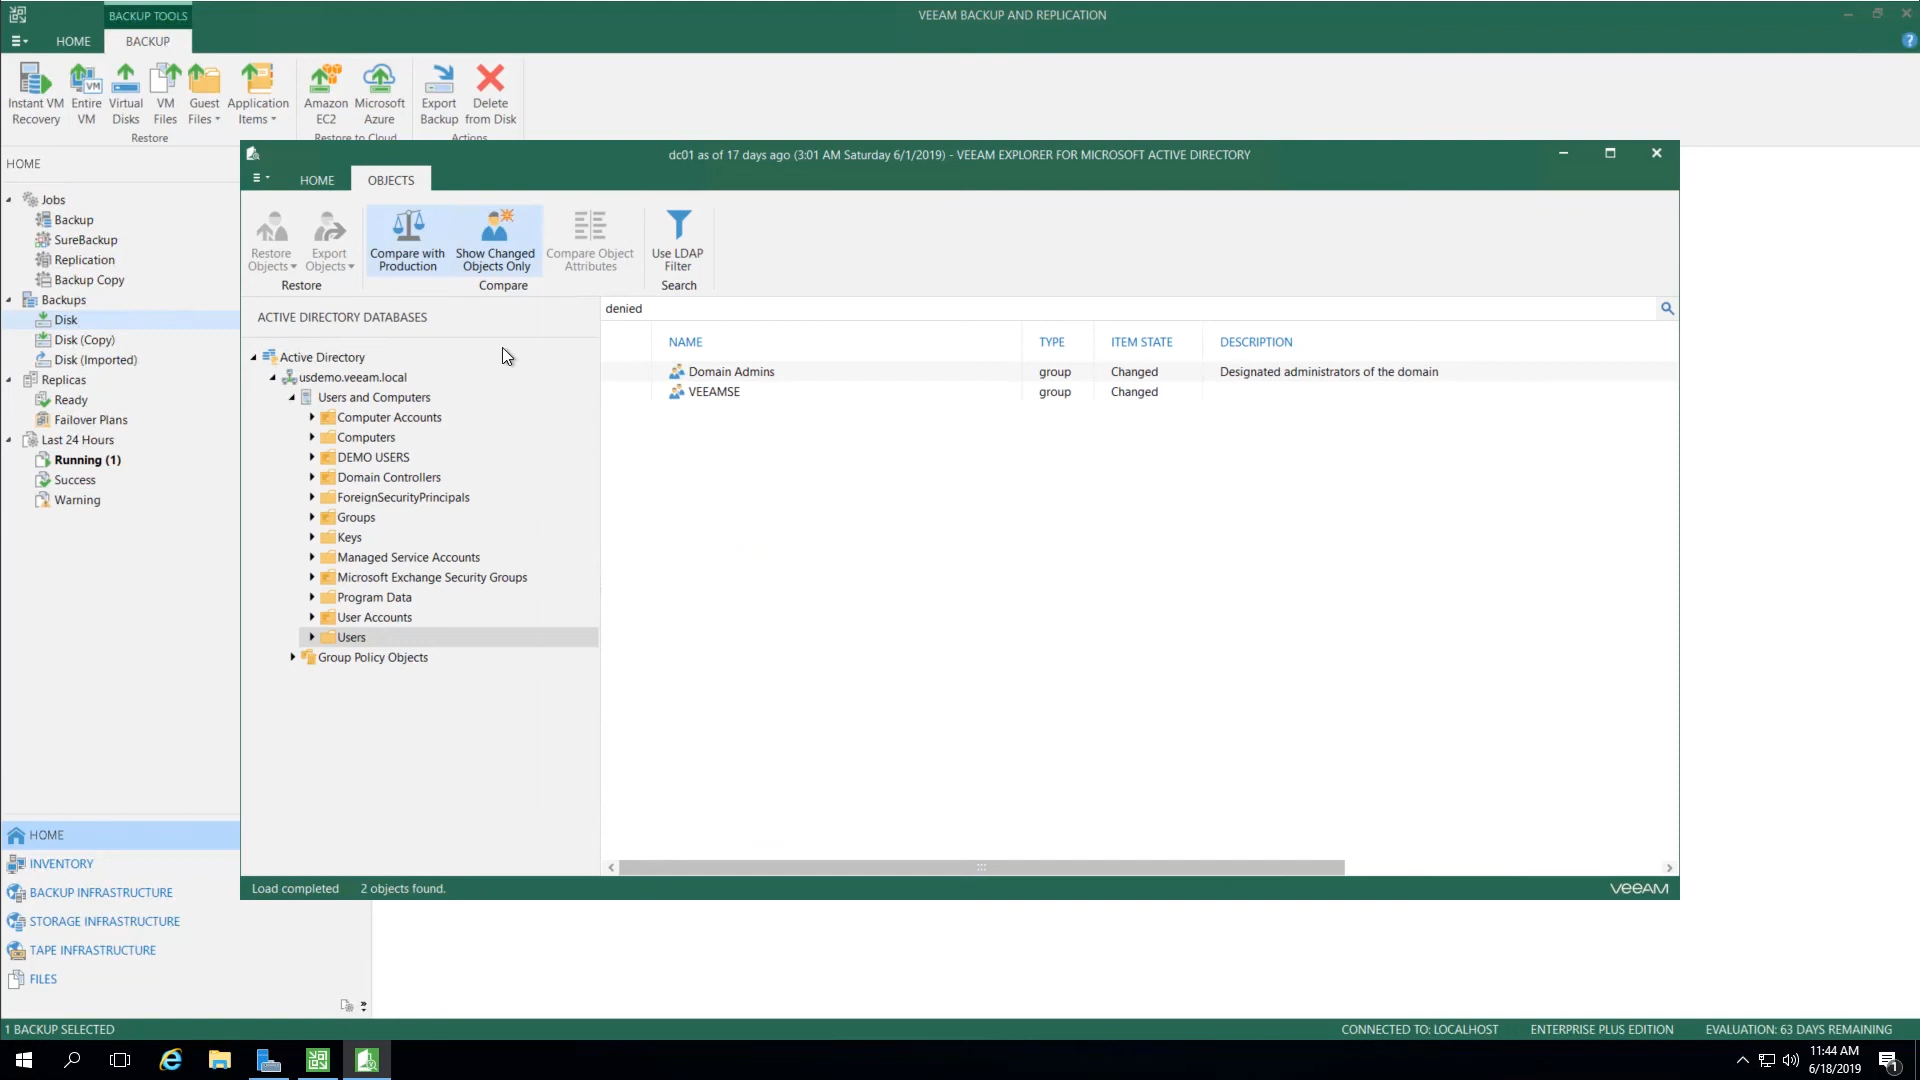 BACKUP TOOLS
VEEAM BACKUP AND REPLICATION
HOME
BACKUP
Instant VM Recovery
Entire VM
Virtual Disks
VM Files
Guest Files
Application Items
Amazon EC2
Microsoft Azure
Export Backup
Delete from Disk
Restore
Restore to Cloud
Actions
HOME
Jobs
Backup
SureBackup
Replication
Backup Copy
Backups
Disk
Disk (Copy)
Disk (Imported)
Replicas
Ready
Failover Plans
Last 24 Hours
Running (1)
Success
Warning
HOME
INVENTORY
BACKUP INFRASTRUCTURE
STORAGE INFRASTRUCTURE
TAPE INFRASTRUCTURE
FILES
dc01 as of 17 days ago (3:01 AM Saturday 6/1/2019) - VEEAM EXPLORER FOR MICROSOFT ACTIVE DIRECTORY
HOME
OBJECTS
Restore Objects
Export Objects
Compare with Production
Show Changed Objects Only
Compare Object Attributes
Use LDAP Filter
Restore
Compare
Search
ACTIVE DIRECTORY DATABASES
Active Directory
usdemo.veeam.local
Users and Computers
Computer Accounts
Computers
DEMO USERS
Domain Controllers
ForeignSecurityPrincipals
Groups
Keys
Managed Service Accounts
Microsoft Exchange Security Groups
Program Data
User Accounts
Users
Group Policy Objects
denied
NAME TYPE ITEM STATE DESCRIPTION
Domain Admins group Changed Designated administrators of the domain
VEEAMSE group Changed
Load completed 2 objects found.
VEEAM
1 BACKUP SELECTED
CONNECTED TO: LOCALHOST
ENTERPRISE PLUS EDITION
EVALUATION: 63 DAYS REMAINING
11:44 AM
6/18/2019
1